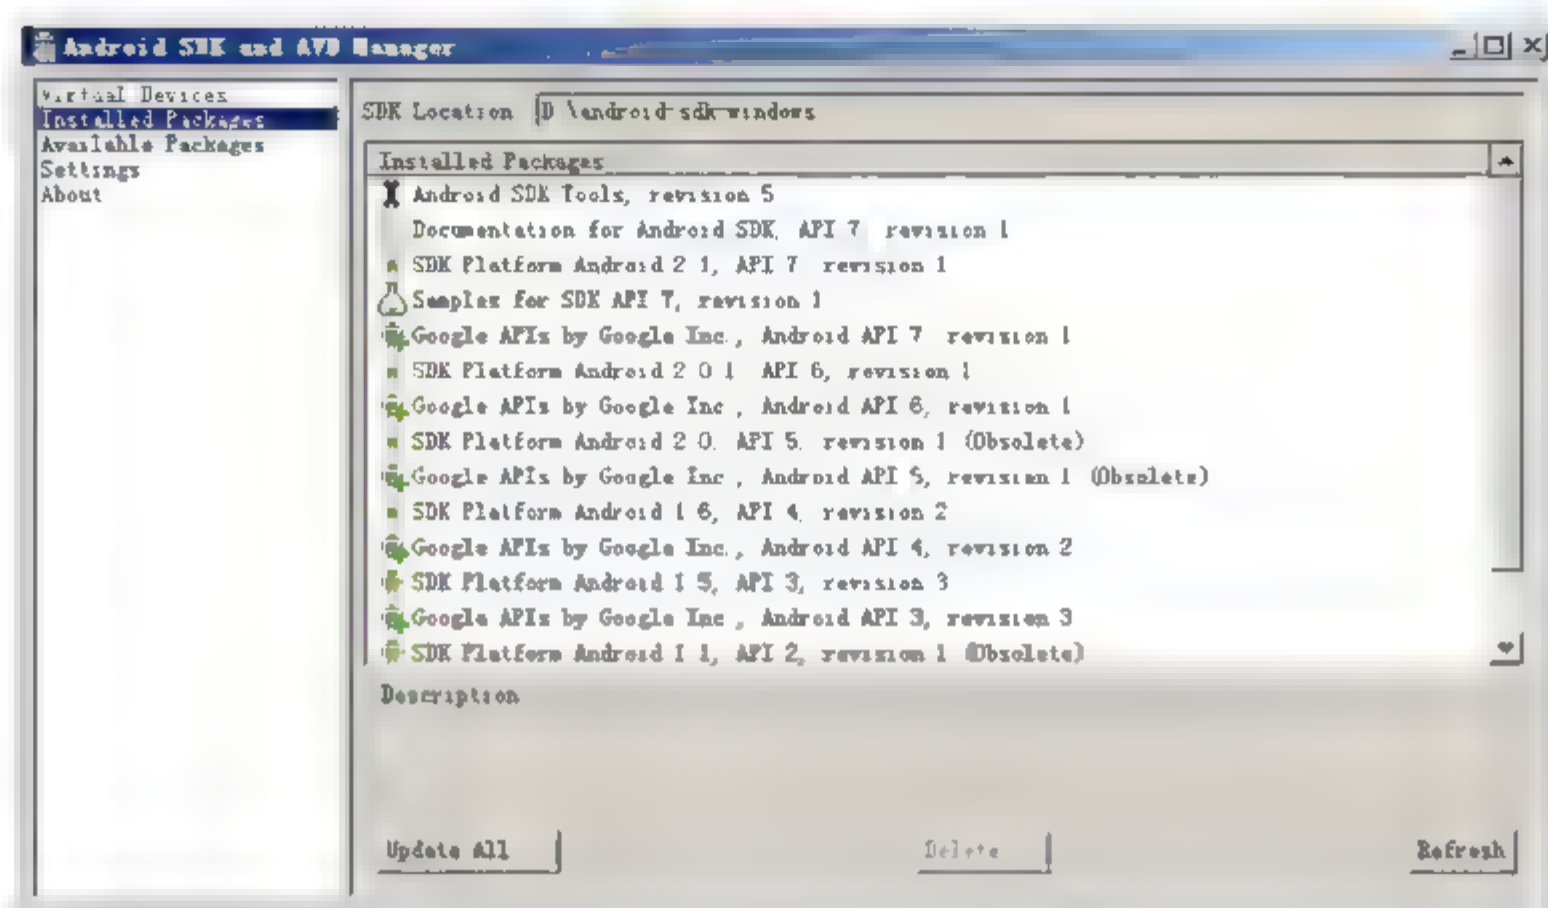 Android SDK and AVD Manager
Virtual Devices
Installed Packages
Available Packages
Settings
About
SDK Location D:\android-sdk-windows
Installed Packages
Android SDK Tools, revision 5
Documentation for Android SDK, API 7, revision 1
SDK Platform Android 2.1, API 7, revision 1
Samples for SDK API 7, revision 1
Google APIs by Google Inc., Android API 7, revision 1
SDK Platform Android 2.0.1, API 6, revision 1
Google APIs by Google Inc., Android API 6, revision 1
SDK Platform Android 2.0, API 5, revision 1 (Obsolete)
Google APIs by Google Inc., Android API 5, revision 1 (Obsolete)
SDK Platform Android 1.6, API 4, revision 2
Google APIs by Google Inc., Android API 4, revision 2
SDK Platform Android 1.5, API 3, revision 3
Google APIs by Google Inc., Android API 3, revision 3
SDK Platform Android 1.1, API 2, revision 1 (Obsolete)
Description
Update All
Delete
Refresh